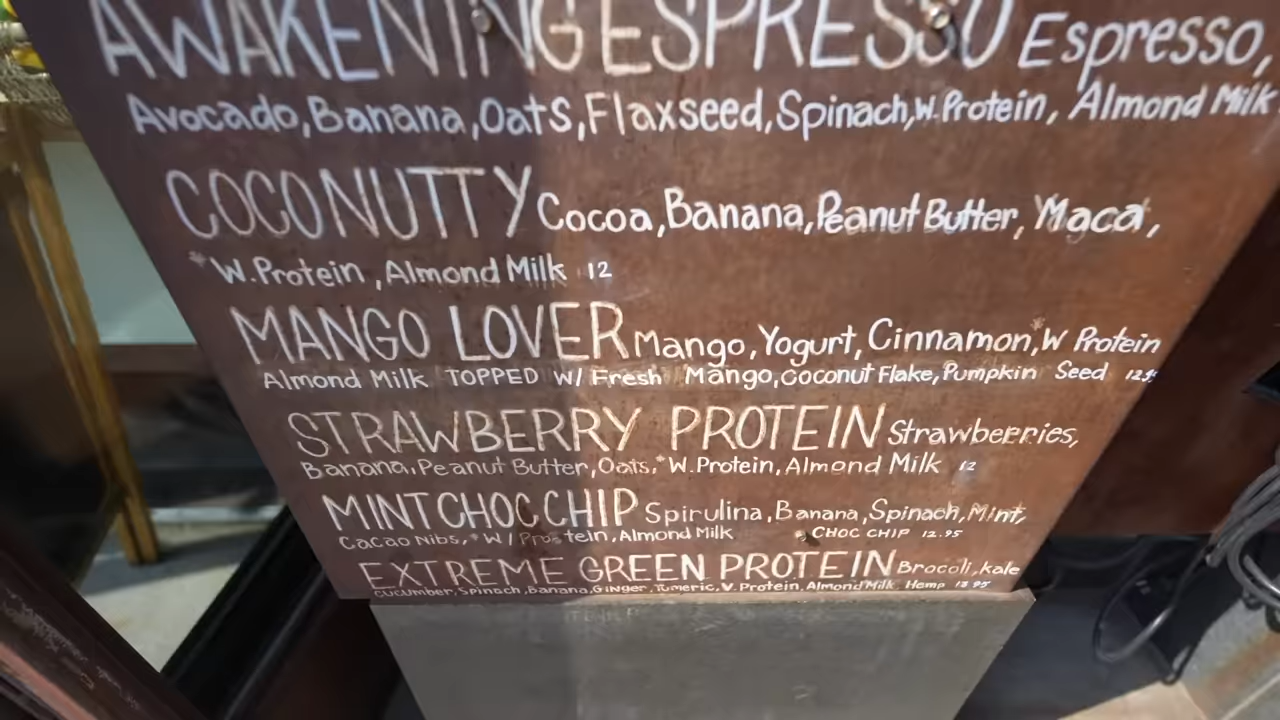 AWAKENING ESPRESSO Espresso,
Avocado, Banana, Oats, Flaxseed, Spinach, W. Protein, Almond Milk
COCONUTTY Cocoa, Banana, Peanut Butter, Maca,
*W. Protein, Almond Milk 12
MANGO LOVER Mango, Yogurt, Cinnamon, *W Protein
Almond Milk TOPPED W/ Fresh Mango, Coconut Flake, Pumpkin Seed 12.95
STRAWBERRY PROTEIN Strawberries,
Banana, Peanut Butter, Oats, *W. Protein, Almond Milk 12
MINT CHOC CHIP Spirulina, Banana, Spinach, Mint,
Cacao Nibs, *W/ Protein, Almond Milk CHOC CHIP 12.95
EXTREME GREEN PROTEIN Brocoli, kale
Cucumber, Spinach, Banana, Ginger, Tumeric, W. Protein, Almond Milk, Hemp 13.95